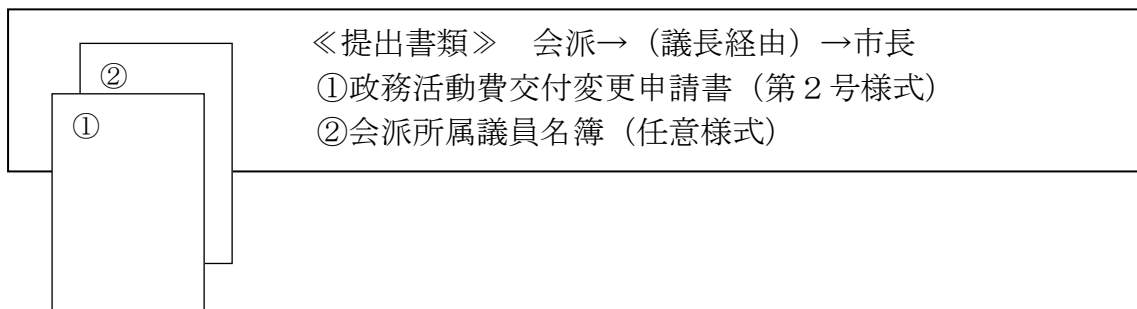 ≪提出書類≫　会派→（議長経由）→市長
①政務活動費交付変更申請書（第２号様式）
②会派所属議員名簿（任意様式）
②
①